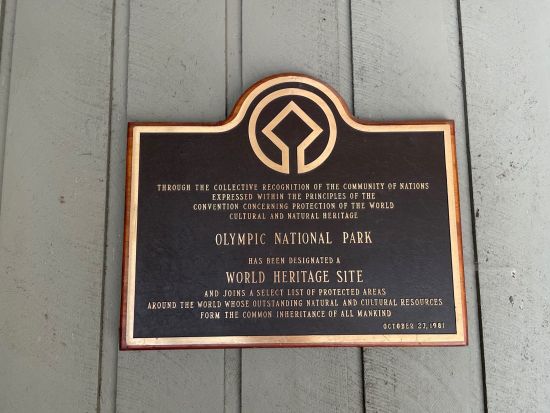 THROUGH THE COLLECTIVE RECOGNITION OF THE COMMUNITY OF NATIONS
EXPRESSED WITHIN THE PRINCIPLES OF THE
CONVENTION CONCERNING PROTECTION OF THE WORLD
CULTURAL AND NATURAL HERITAGE
OLYMPIC NATIONAL PARK
HAS BEEN DESIGNATED A
WORLD HERITAGE SITE
AND JOINS A SELECT LIST OF PROTECTED AREAS
AROUND THE WORLD WHOSE OUTSTANDING NATURAL AND CULTURAL RESOURCES
FORM THE COMMON INHERITANCE OF ALL MANKIND
OCTOBER 27, 1981